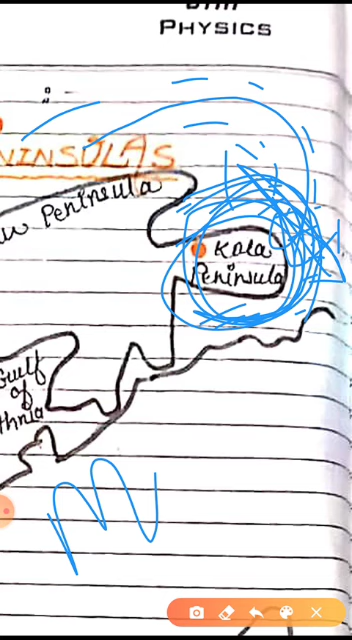 PHYSICS
NINSULAS
Peninsula
Kola
Peninsula
Gulf
of
thnia
M